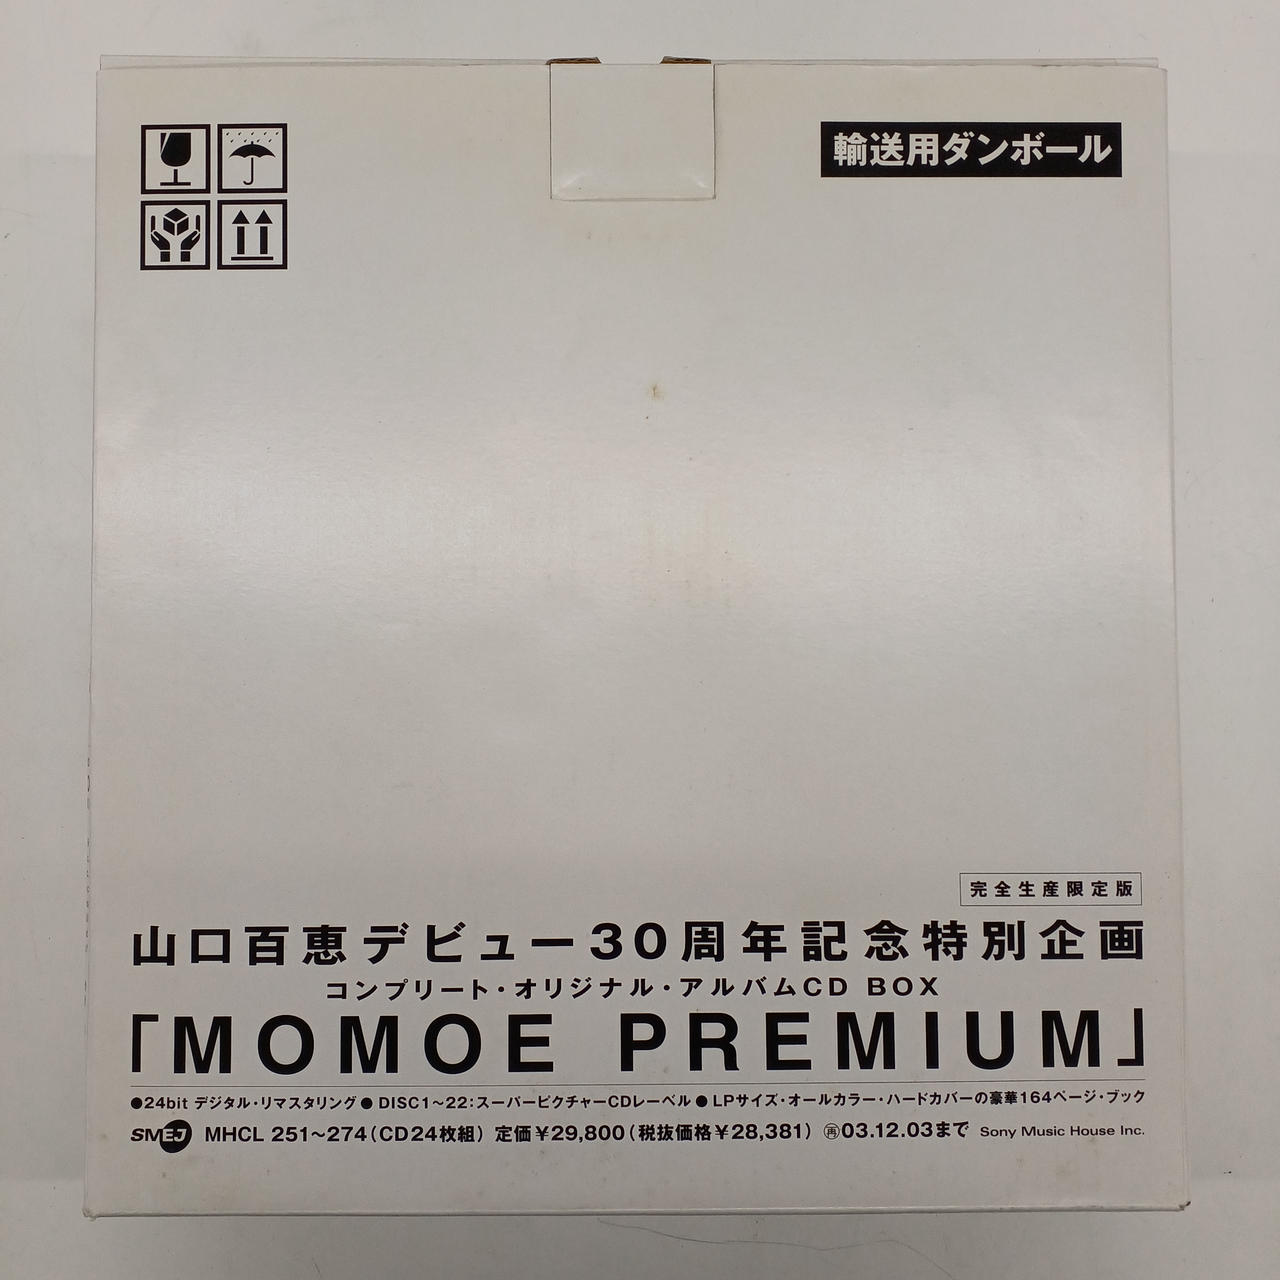 輸送用ダンボール
完全生産限定版
山口百恵デビュー30周年記念特別企画
コンプリート・オリジナル・アルバムCD BOX
「MOMOE PREMIUM」
●24bit デジタル・リマスタリング●DISC1～22:スーパーピクチャーCDレーベル●LPサイズ・オールカラー・ハードカバーの豪華164ページ・ブック
SMEJ MHCL 251～274(CD24枚組) 定価￥29,800(税抜価格￥28,381) ㊢03.12.03まで Sony Music House Inc.